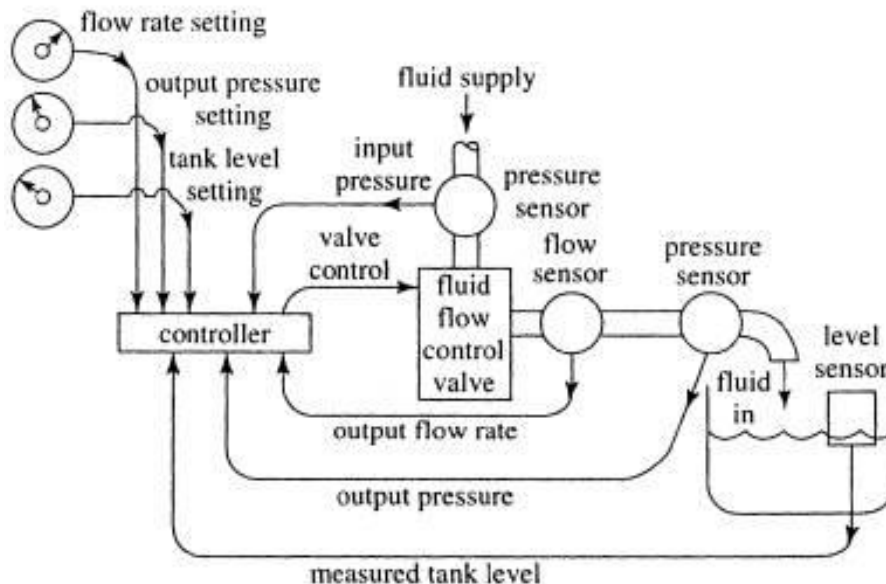 flow rate setting
output pressure
setting
tank level
setting
fluid supply
input
pressure
pressure
sensor
valve
control
flow
sensor
pressure
sensor
fluid
flow
control
valve
controller
level
sensor
fluid
in
output flow rate
output pressure
measured tank level